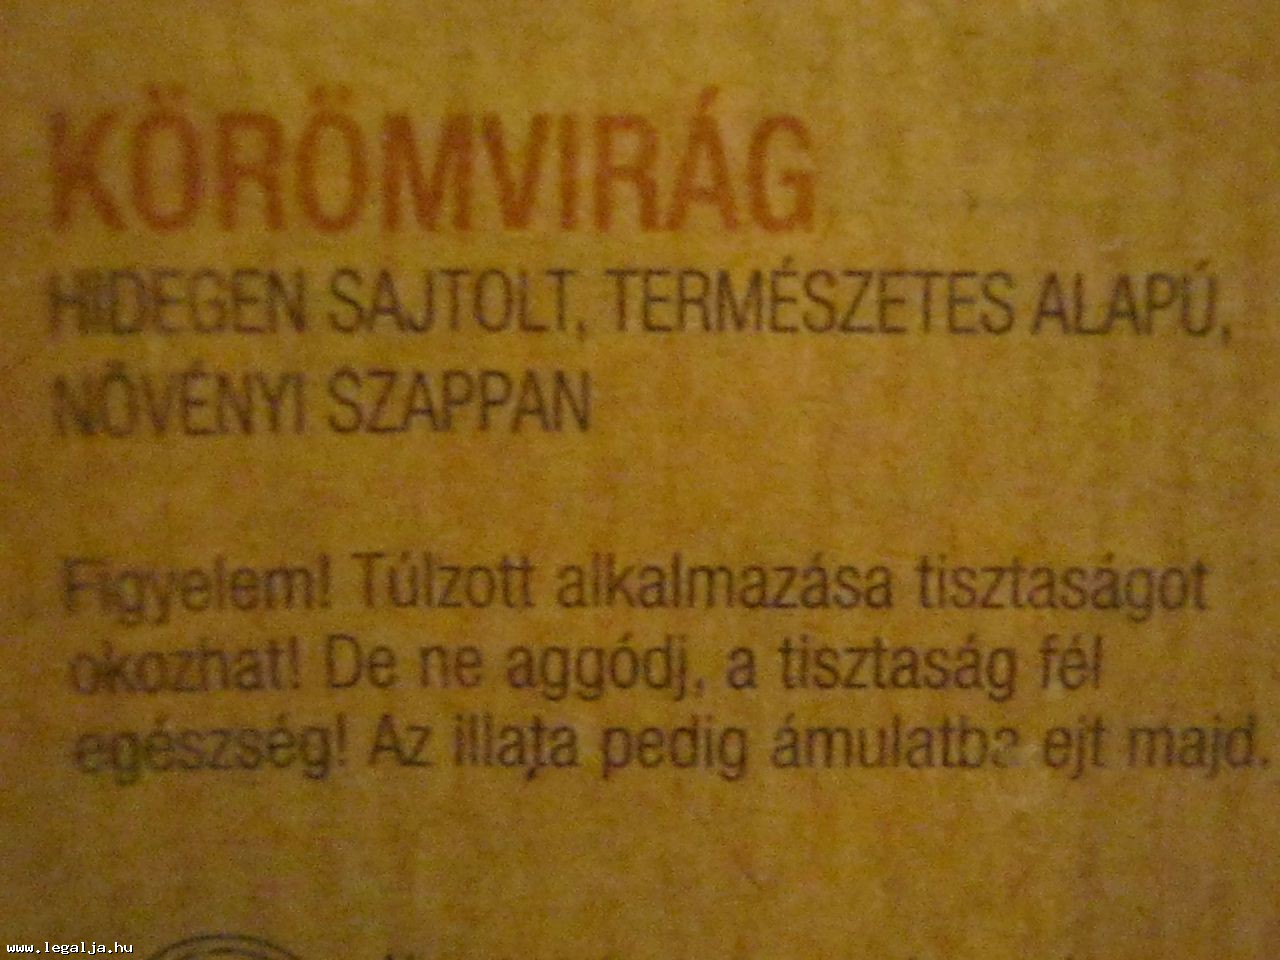 KÖRÖMVIRÁG
HIDEGEN SAJTOLT, TERMÉSZETES ALAPÚ,
NÖVÉNYI SZAPPAN
Figyelem! Túlzott alkalmazása tisztaságot
okozhat! De ne aggódj, a tisztaság fél
egészség! Az illata pedig ámulatba ejt majd.
www.legalja.hu